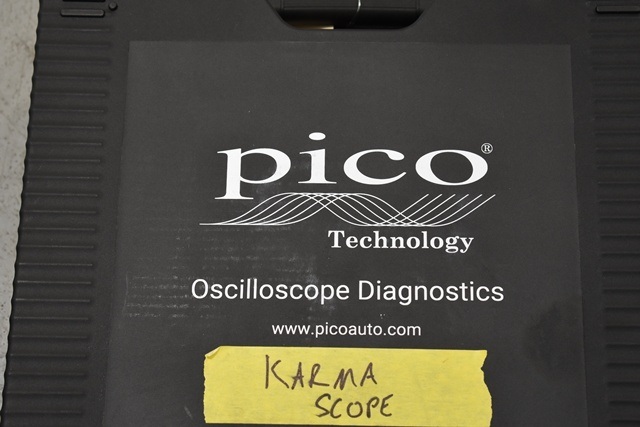 pico®
Technology
Oscilloscope Diagnostics
www.picoauto.com
KARMA
SCOPE